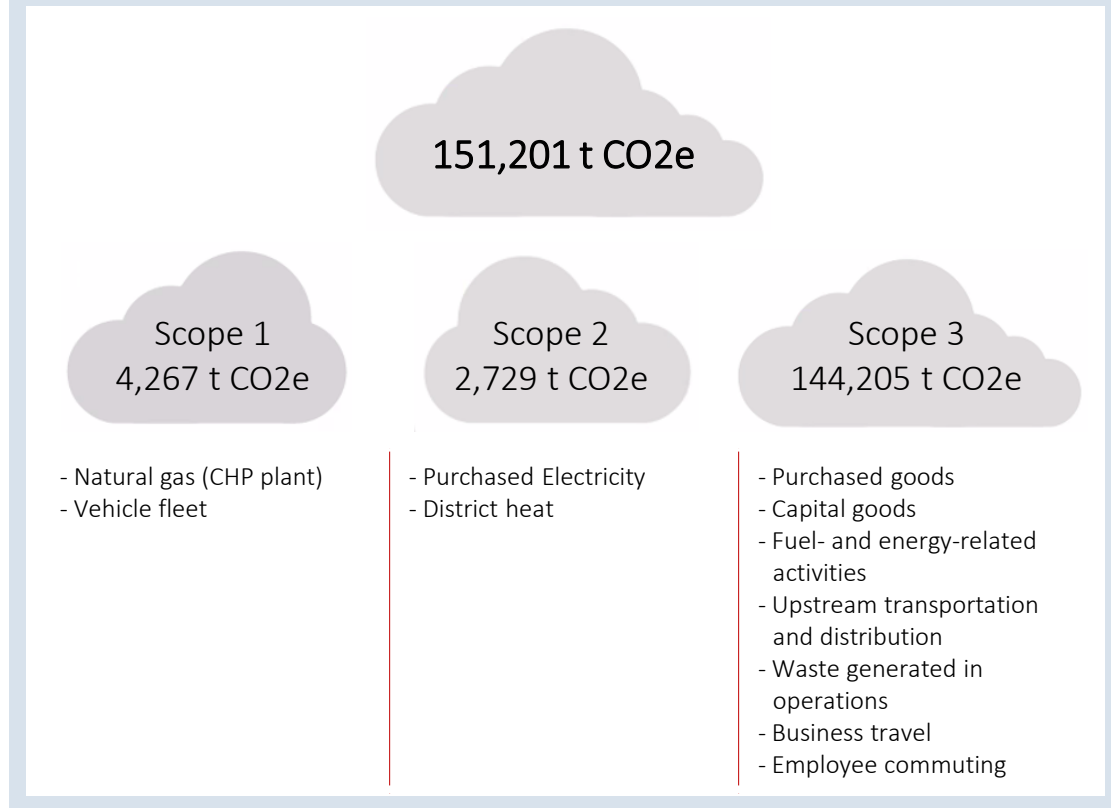 151,201 t CO2e
Scope 1
4,267 t CO2e
Scope 2
2,729 t CO2e
Scope 3
144,205 t CO2e
- Natural gas (CHP plant)
- Vehicle fleet
- Purchased Electricity
- District heat
- Purchased goods
- Capital goods
- Fuel- and energy-related
activities
- Upstream transportation
and distribution
- Waste generated in
operations
- Business travel
- Employee commuting